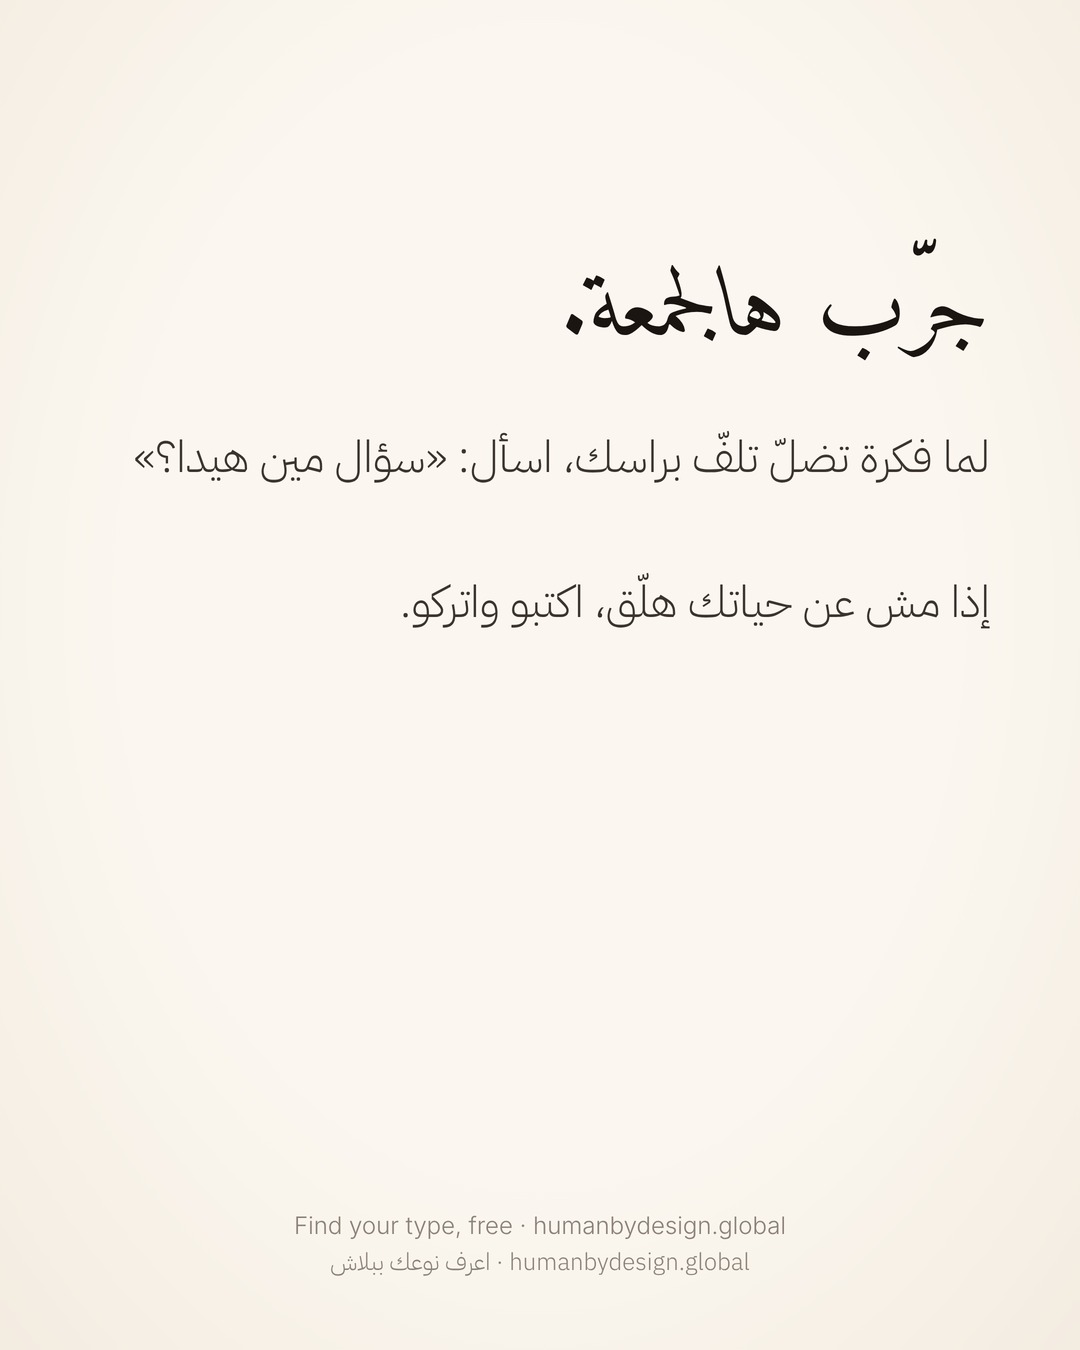 جرّب هالجمعة.
لما فكرة تضلّ تلفّ براسك، اسأل: «سؤال مين هيدا؟»
إذا مش عن حياتك هلّق، اكتبو واتركو.
Find your type, free · humanbydesign.global
اعرف نوعك ببلاش · humanbydesign.global